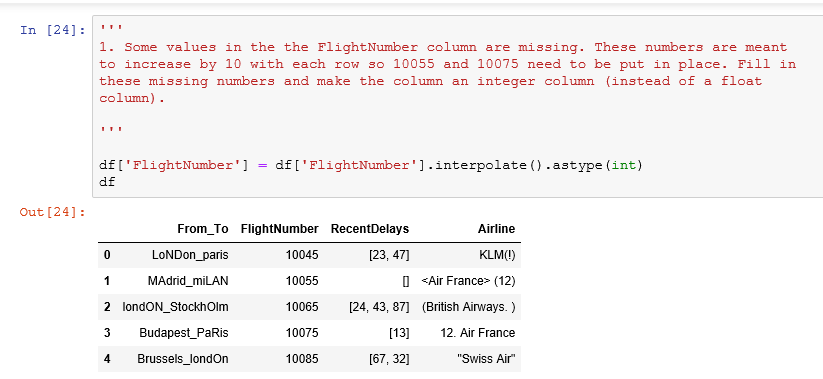 In [24]: '''
1. Some values in the the FlightNumber column are missing. These numbers are meant
to increase by 10 with each row so 10055 and 10075 need to be put in place. Fill in
these missing numbers and make the column an integer column (instead of a float
column).
'''
df['FlightNumber'] = df['FlightNumber'].interpolate().astype(int)
df
Out[24]:
From_To FlightNumber RecentDelays Airline
0 LoNDon_paris 10045 [23, 47] KLM(!)
1 MAdrid_miLAN 10055 [] <Air France> (12)
2 londON_StockhOlm 10065 [24, 43, 87] (British Airways. )
3 Budapest_PaRis 10075 [13] 12. Air France
4 Brussels_londOn 10085 [67, 32] "Swiss Air"